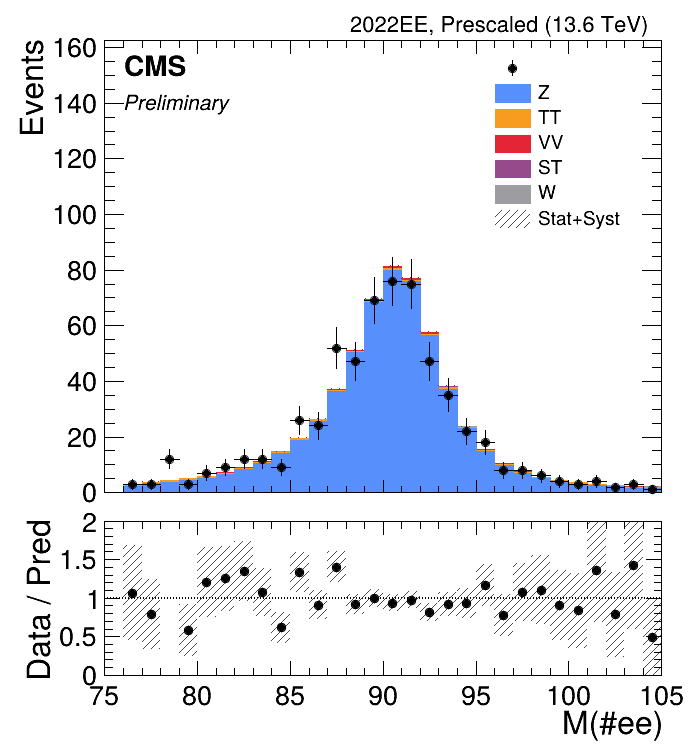 2022EE, Prescaled (13.6 TeV)
CMS
Preliminary
Events
160
140
120
100
80
60
40
20
0
Z
TT
VV
ST
W
Stat+Syst
Data / Pred
2
1.5
1
0.5
0
75 80 85 90 95 100 105
M(#ee)